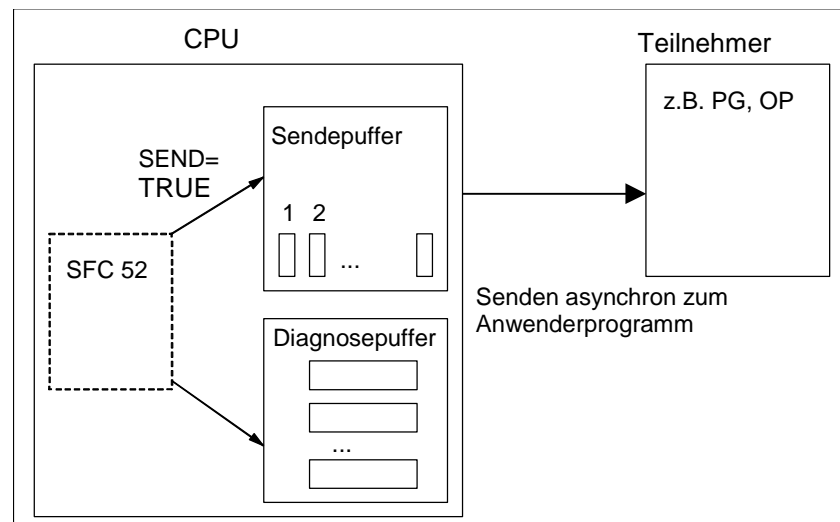 CPU
Teilnehmer
z.B. PG, OP
Sendepuffer
SEND=
TRUE
1 2
...
SFC 52
Senden asynchron zum
Anwenderprogramm
Diagnosepuffer
...